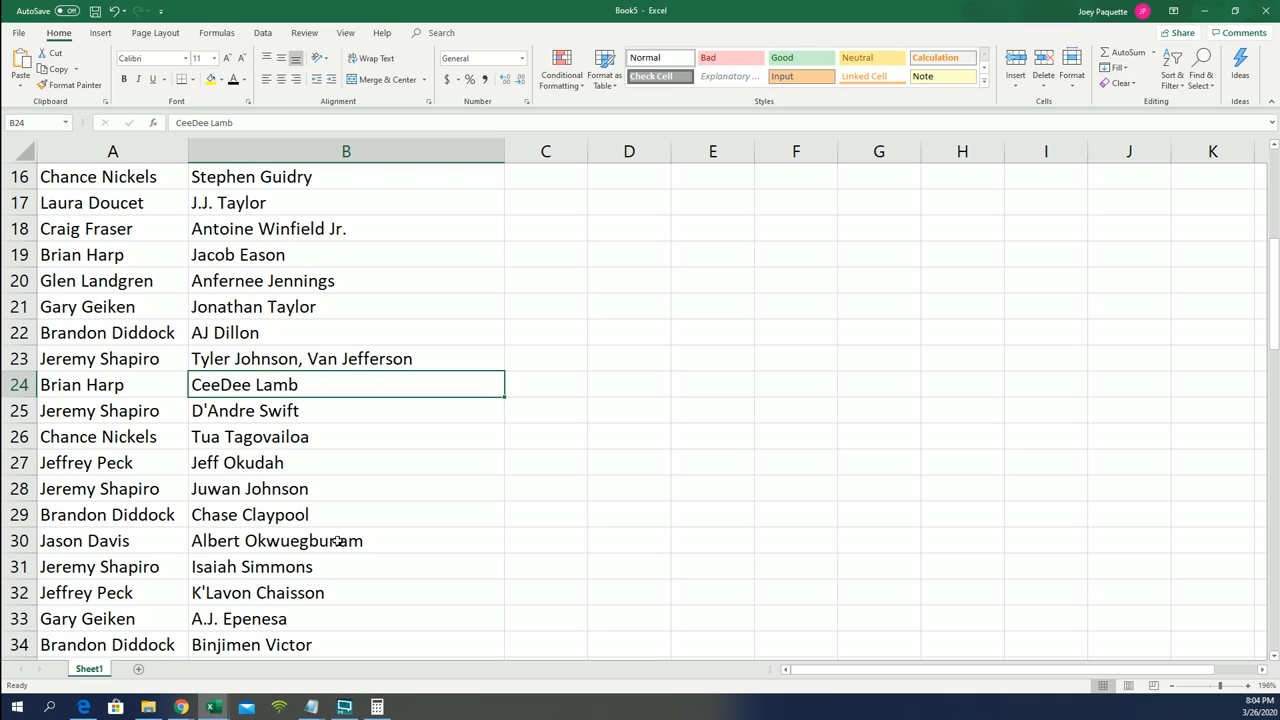 AutoSave Off Book5 - Excel Joey Paquette JP
File Home Insert Page Layout Formulas Data Review View Help Search Share Comments
Paste Cut Copy Format Painter Clipboard
Calibri 11 A A B I U A Font
Wrap Text Merge & Center Alignment
General $ % , Number
Conditional Formatting Format as Table
Normal Bad Good Neutral Calculation
Check Cell Explanatory ... Input Linked Cell Note
Styles
Insert Delete Format Cells
AutoSum Fill Clear Sort & Filter Find & Select Editing
Ideas Ideas
B24 fx CeeDee Lamb
A B C D E F G H I J K
16 Chance Nickels Stephen Guidry
17 Laura Doucet J.J. Taylor
18 Craig Fraser Antoine Winfield Jr.
19 Brian Harp Jacob Eason
20 Glen Landgren Anfernee Jennings
21 Gary Geiken Jonathan Taylor
22 Brandon Diddock AJ Dillon
23 Jeremy Shapiro Tyler Johnson, Van Jefferson
24 Brian Harp CeeDee Lamb
25 Jeremy Shapiro D'Andre Swift
26 Chance Nickels Tua Tagovailoa
27 Jeffrey Peck Jeff Okudah
28 Jeremy Shapiro Juwan Johnson
29 Brandon Diddock Chase Claypool
30 Jason Davis Albert
31 Jeremy Shapiro Isaiah Simmons
32 Jeffrey Peck K'Lavon Chaisson
33 Gary Geiken A.J. Epenesa
34 Brandon Diddock Binjimen Victor
Sheet1
Ready 196%
8:04 PM
3/26/2020